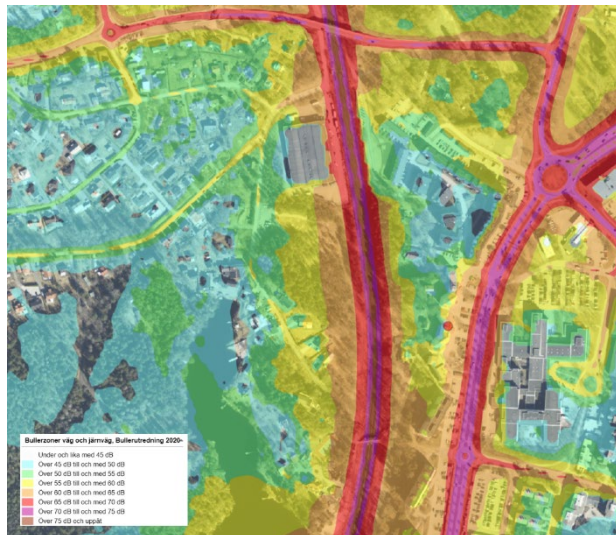 Bullerzoner väg och järnväg, Bullerutredning 2020-
Under och lika med 45 dB
Över 45 dB till och med 50 dB
Över 50 dB till och med 55 dB
Över 55 dB till och med 60 dB
Över 60 dB till och med 65 dB
Över 65 dB till och med 70 dB
Över 70 dB till och med 75 dB
Över 75 dB och uppåt